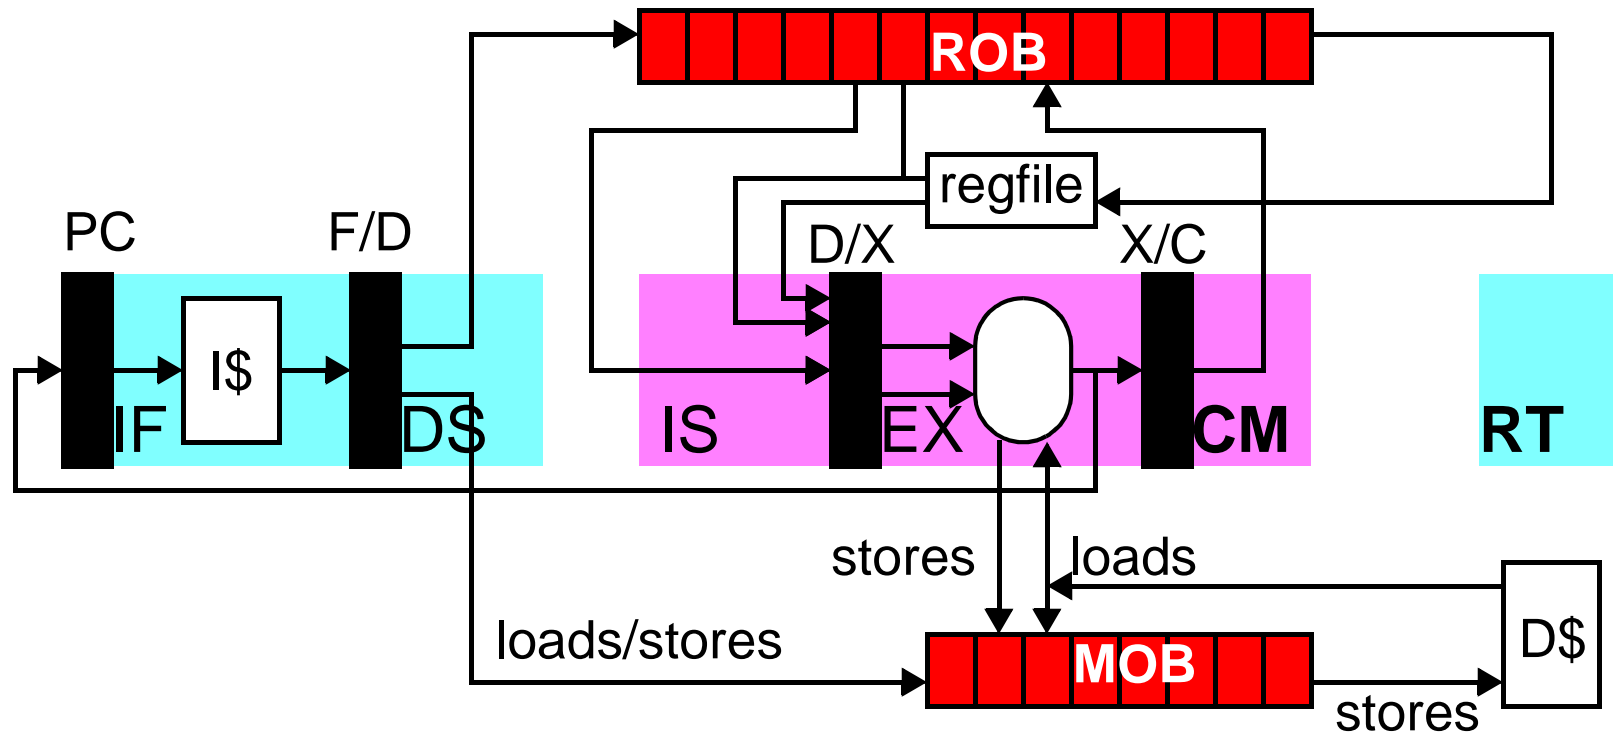 ROB
regfile
PC
F/D
D/X
X/C
I$
IF
DS
IS
EX
CM
RT
stores
loads
loads/stores
MOB
D$
stores